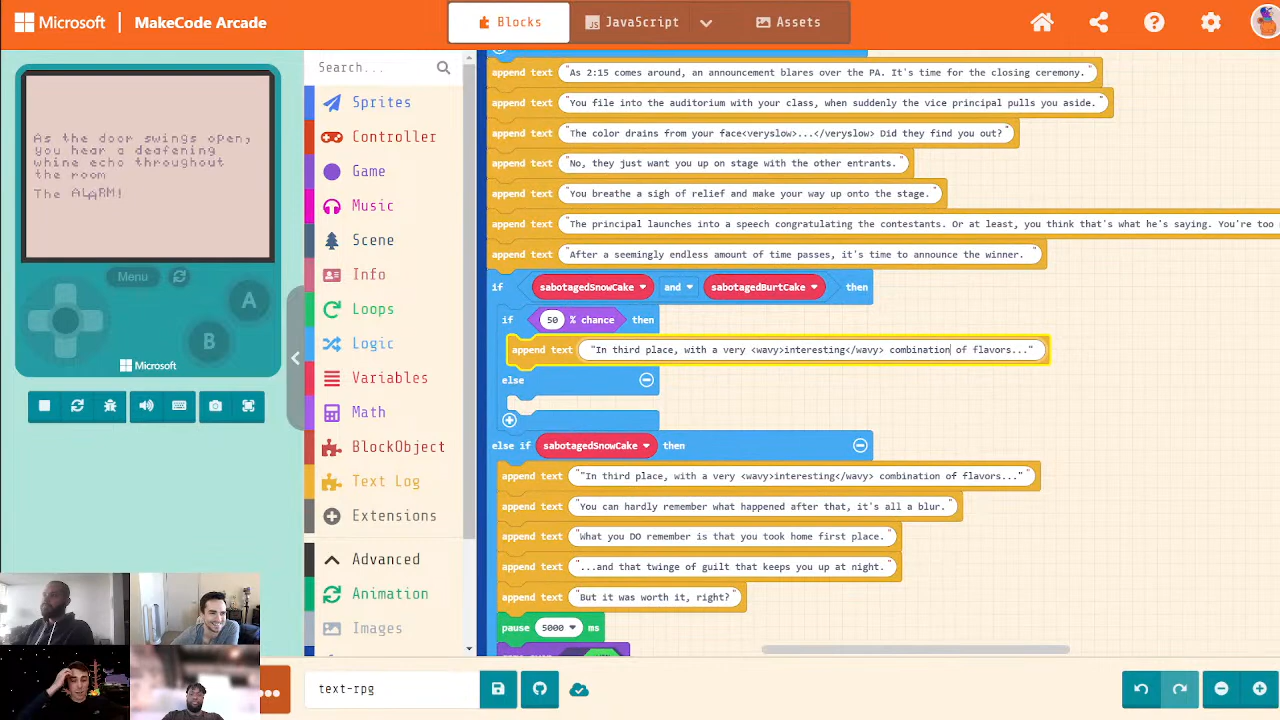 Microsoft | MakeCode Arcade
Blocks
JavaScript
Assets
As the door swings open,
you hear a deafening
whine echo throughout
the room
The ALARM!
Menu
A
B
Microsoft
Search...
Sprites
Controller
Game
Music
Scene
Info
Loops
Logic
Variables
Math
BlockObject
Text Log
Extensions
Advanced
Animation
Images
append text "As 2:15 comes around, an announcement blares over the PA. It's time for the closing ceremony."
append text "You file into the auditorium with your class, when suddenly the vice principal pulls you aside."
append text "The color drains from your face<veryslow>...</veryslow> Did they find you out?"
append text "No, they just want you up on stage with the other entrants."
append text "You breathe a sigh of relief and make your way up onto the stage."
append text "The principal launches into a speech congratulating the contestants. Or at least, you think that's what he's saying. You're too
append text "After a seemingly endless amount of time passes, it's time to announce the winner."
if sabotagedSnowCake and sabotagedBurtCake then
if 50 % chance then
append text ""In third place, with a very <wavy>interesting</wavy> combination of flavors...""
else
else if sabotagedSnowCake then
append text ""In third place, with a very <wavy>interesting</wavy> combination of flavors...""
append text "You can hardly remember what happened after that, it's all a blur."
append text "What you DO remember is that you took home first place."
append text "...and that twinge of guilt that keeps you up at night."
append text "But it was worth it, right?"
pause 5000 ms
text-rpg